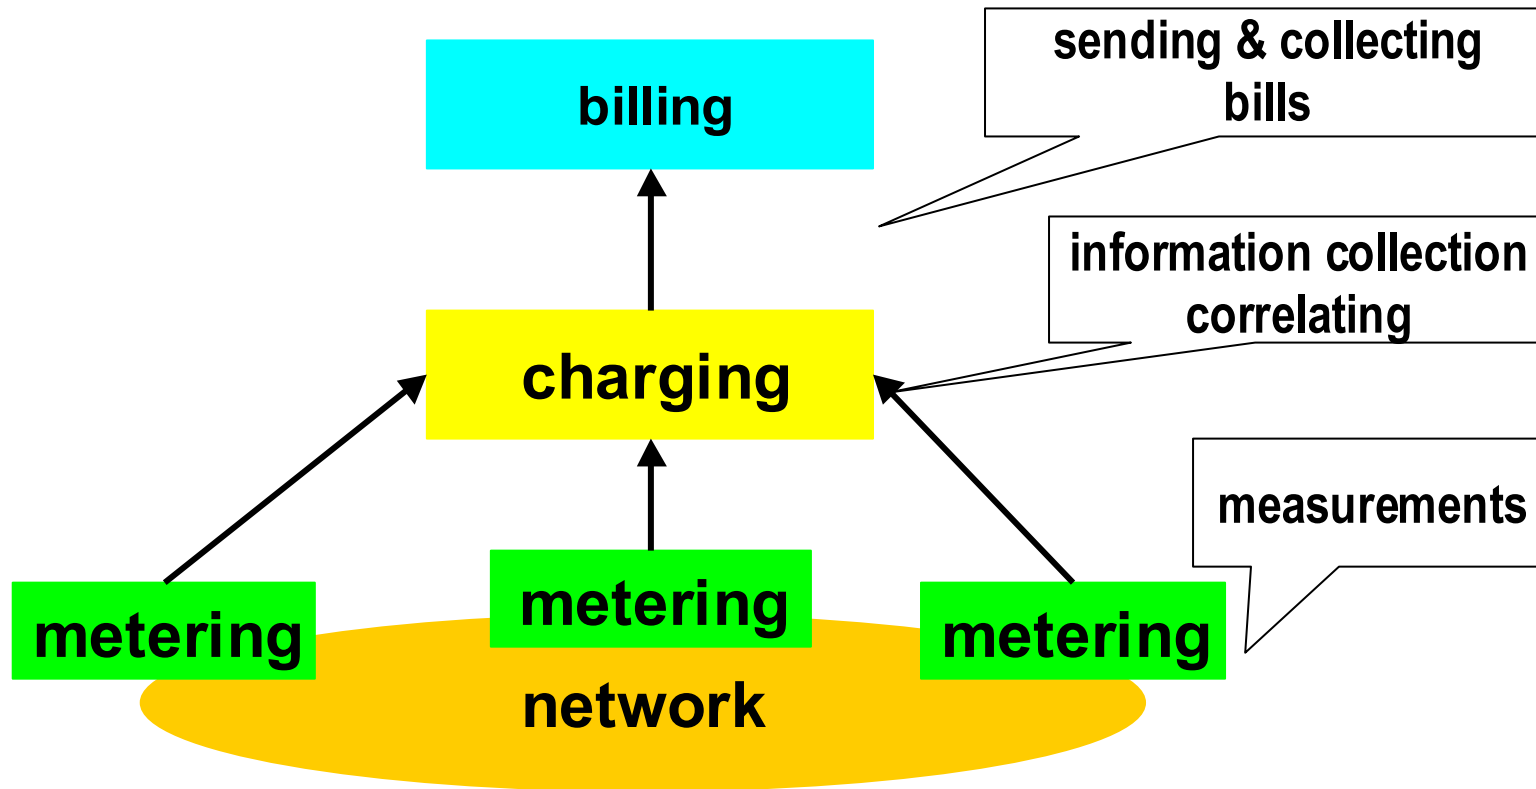 sending & collecting
bills
billing
information collection
correlating
charging
measurements
metering
metering
metering
network